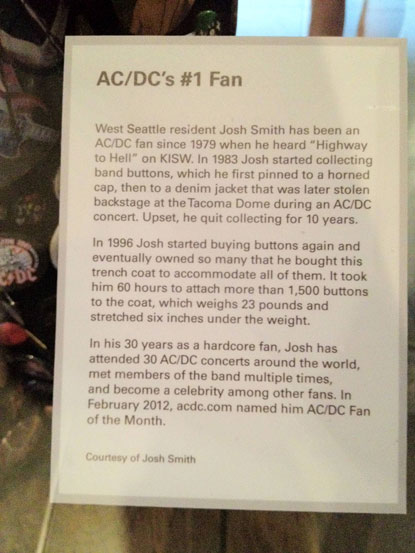 AC/DC's #1 Fan
West Seattle resident Josh Smith has been an
AC/DC fan since 1979 when he heard "Highway
to Hell" on KISW. In 1983 Josh started collecting
band buttons, which he first pinned to a horned
cap, then to a denim jacket that was later stolen
backstage at the Tacoma Dome during an AC/DC
concert. Upset, he quit collecting for 10 years.
In 1996 Josh started buying buttons again and
eventually owned so many that he bought this
trench coat to accommodate all of them. It took
him 60 hours to attach more than 1,500 buttons
to the coat, which weighs 23 pounds and
stretched six inches under the weight.
In his 30 years as a hardcore fan, Josh has
attended 30 AC/DC concerts around the world,
met members of the band multiple times,
and become a celebrity among other fans. In
February 2012, acdc.com named him AC/DC Fan
of the Month.
Courtesy of Josh Smith